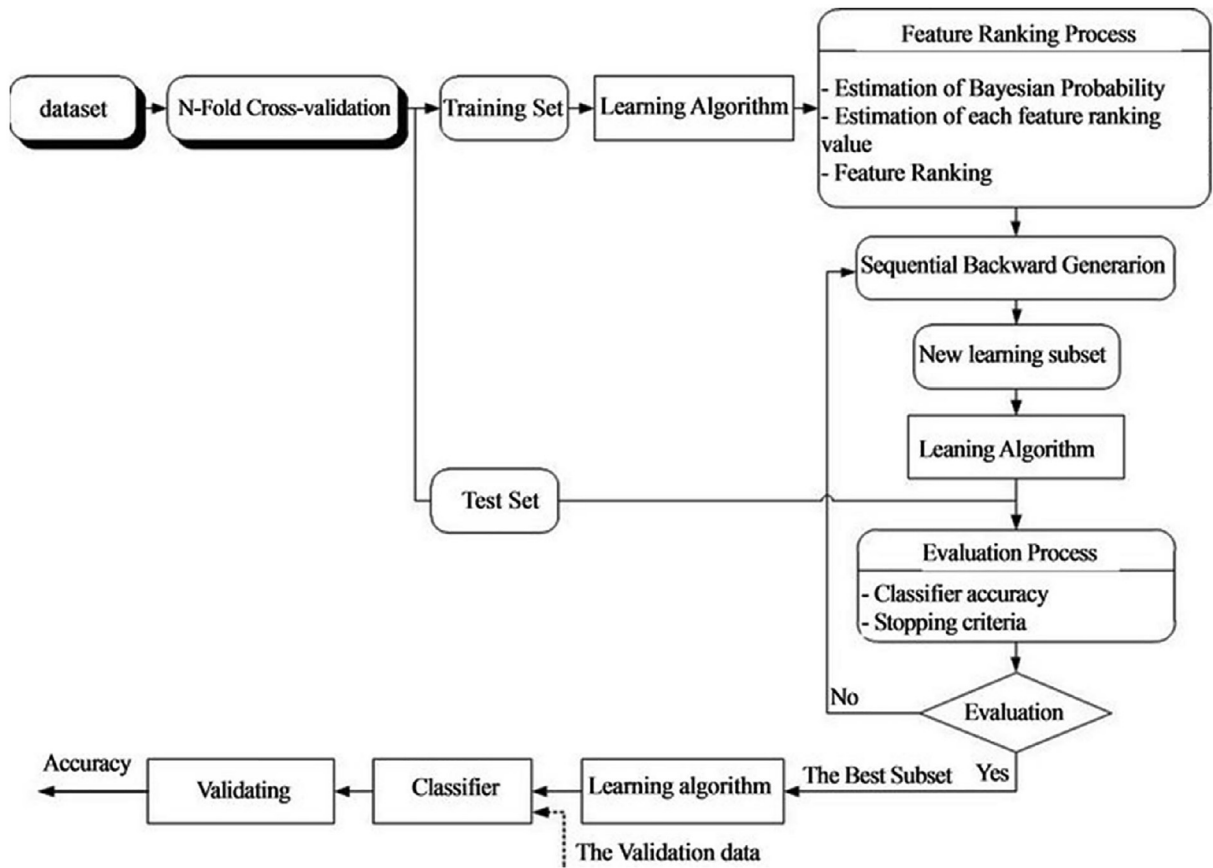 dataset
N-Fold Cross-validation
Training Set
Learning Algorithm
Feature Ranking Process
- Estimation of Bayesian Probability
- Estimation of each feature ranking
value
- Feature Ranking
Sequential Backward Generarion
New learning subset
Leaning Algorithm
Test Set
Evaluation Process
- Classifier accuracy
- Stopping criteria
No
Evaluation
Yes
The Best Subset
Learning algorithm
Classifier
Validating
Accuracy
The Validation data